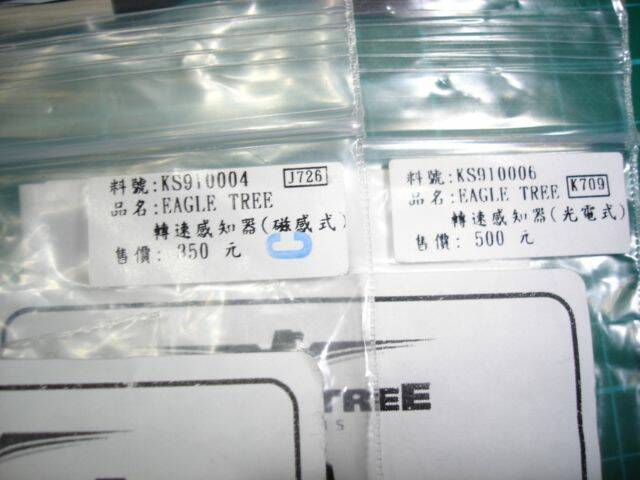 料號:KS910004 J726
品名:EAGLE TREE
轉速感知器(磁感式)
售價: 350 元
C
料號:KS910006
品名:EAGLE TREE K709
轉速感知器(光電式)
售價: 500 元
TREE